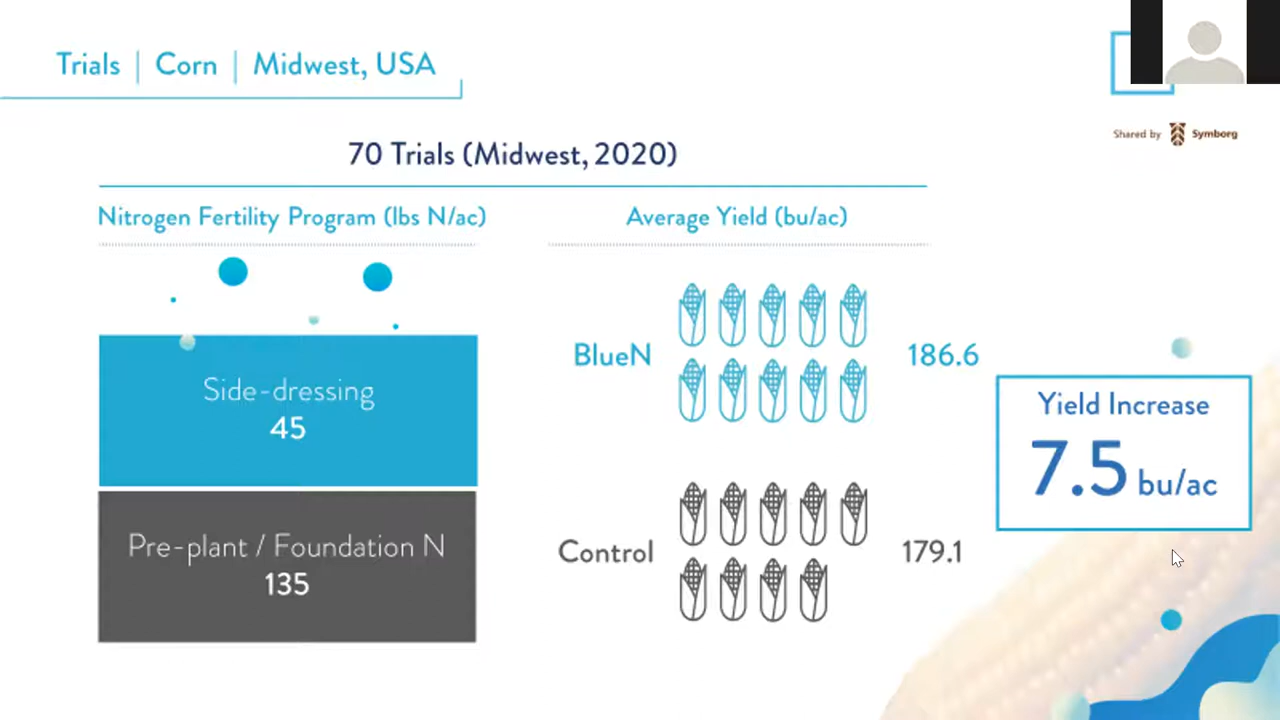 Trials | Corn | Midwest, USA
Shared by Symborg
70 Trials (Midwest, 2020)
Nitrogen Fertility Program (lbs N/ac)
Average Yield (bu/ac)
Side-dressing
45
Pre-plant / Foundation N
135
BlueN
186.6
Control
179.1
Yield Increase
7.5 bu/ac